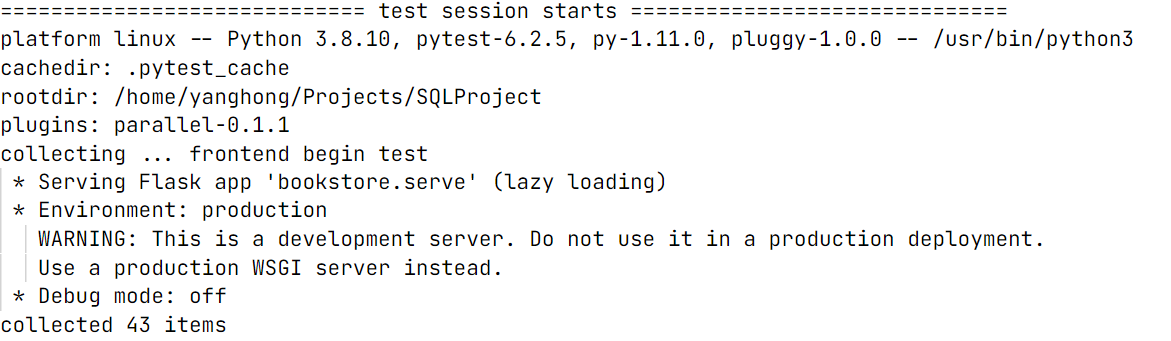 ============================= test session starts ==============================
platform linux -- Python 3.8.10, pytest-6.2.5, py-1.11.0, pluggy-1.0.0 -- /usr/bin/python3
cachedir: .pytest_cache
rootdir: /home/yanghong/Projects/SQLProject
plugins: parallel-0.1.1
collecting ... frontend begin test
 * Serving Flask app 'bookstore.serve' (lazy loading)
 * Environment: production
   WARNING: This is a development server. Do not use it in a production deployment.
   Use a production WSGI server instead.
 * Debug mode: off
collected 43 items